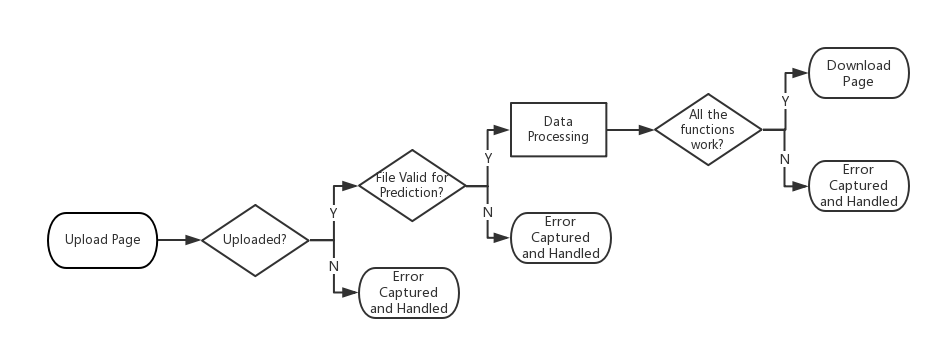 Upload Page
Uploaded?
Y
N
Error
Captured
and Handled
File Valid for
Prediction?
Y
N
Error
Captured
and Handled
Data
Processing
All the
functions
work?
Y
N
Download
Page
Error
Captured
and Handled